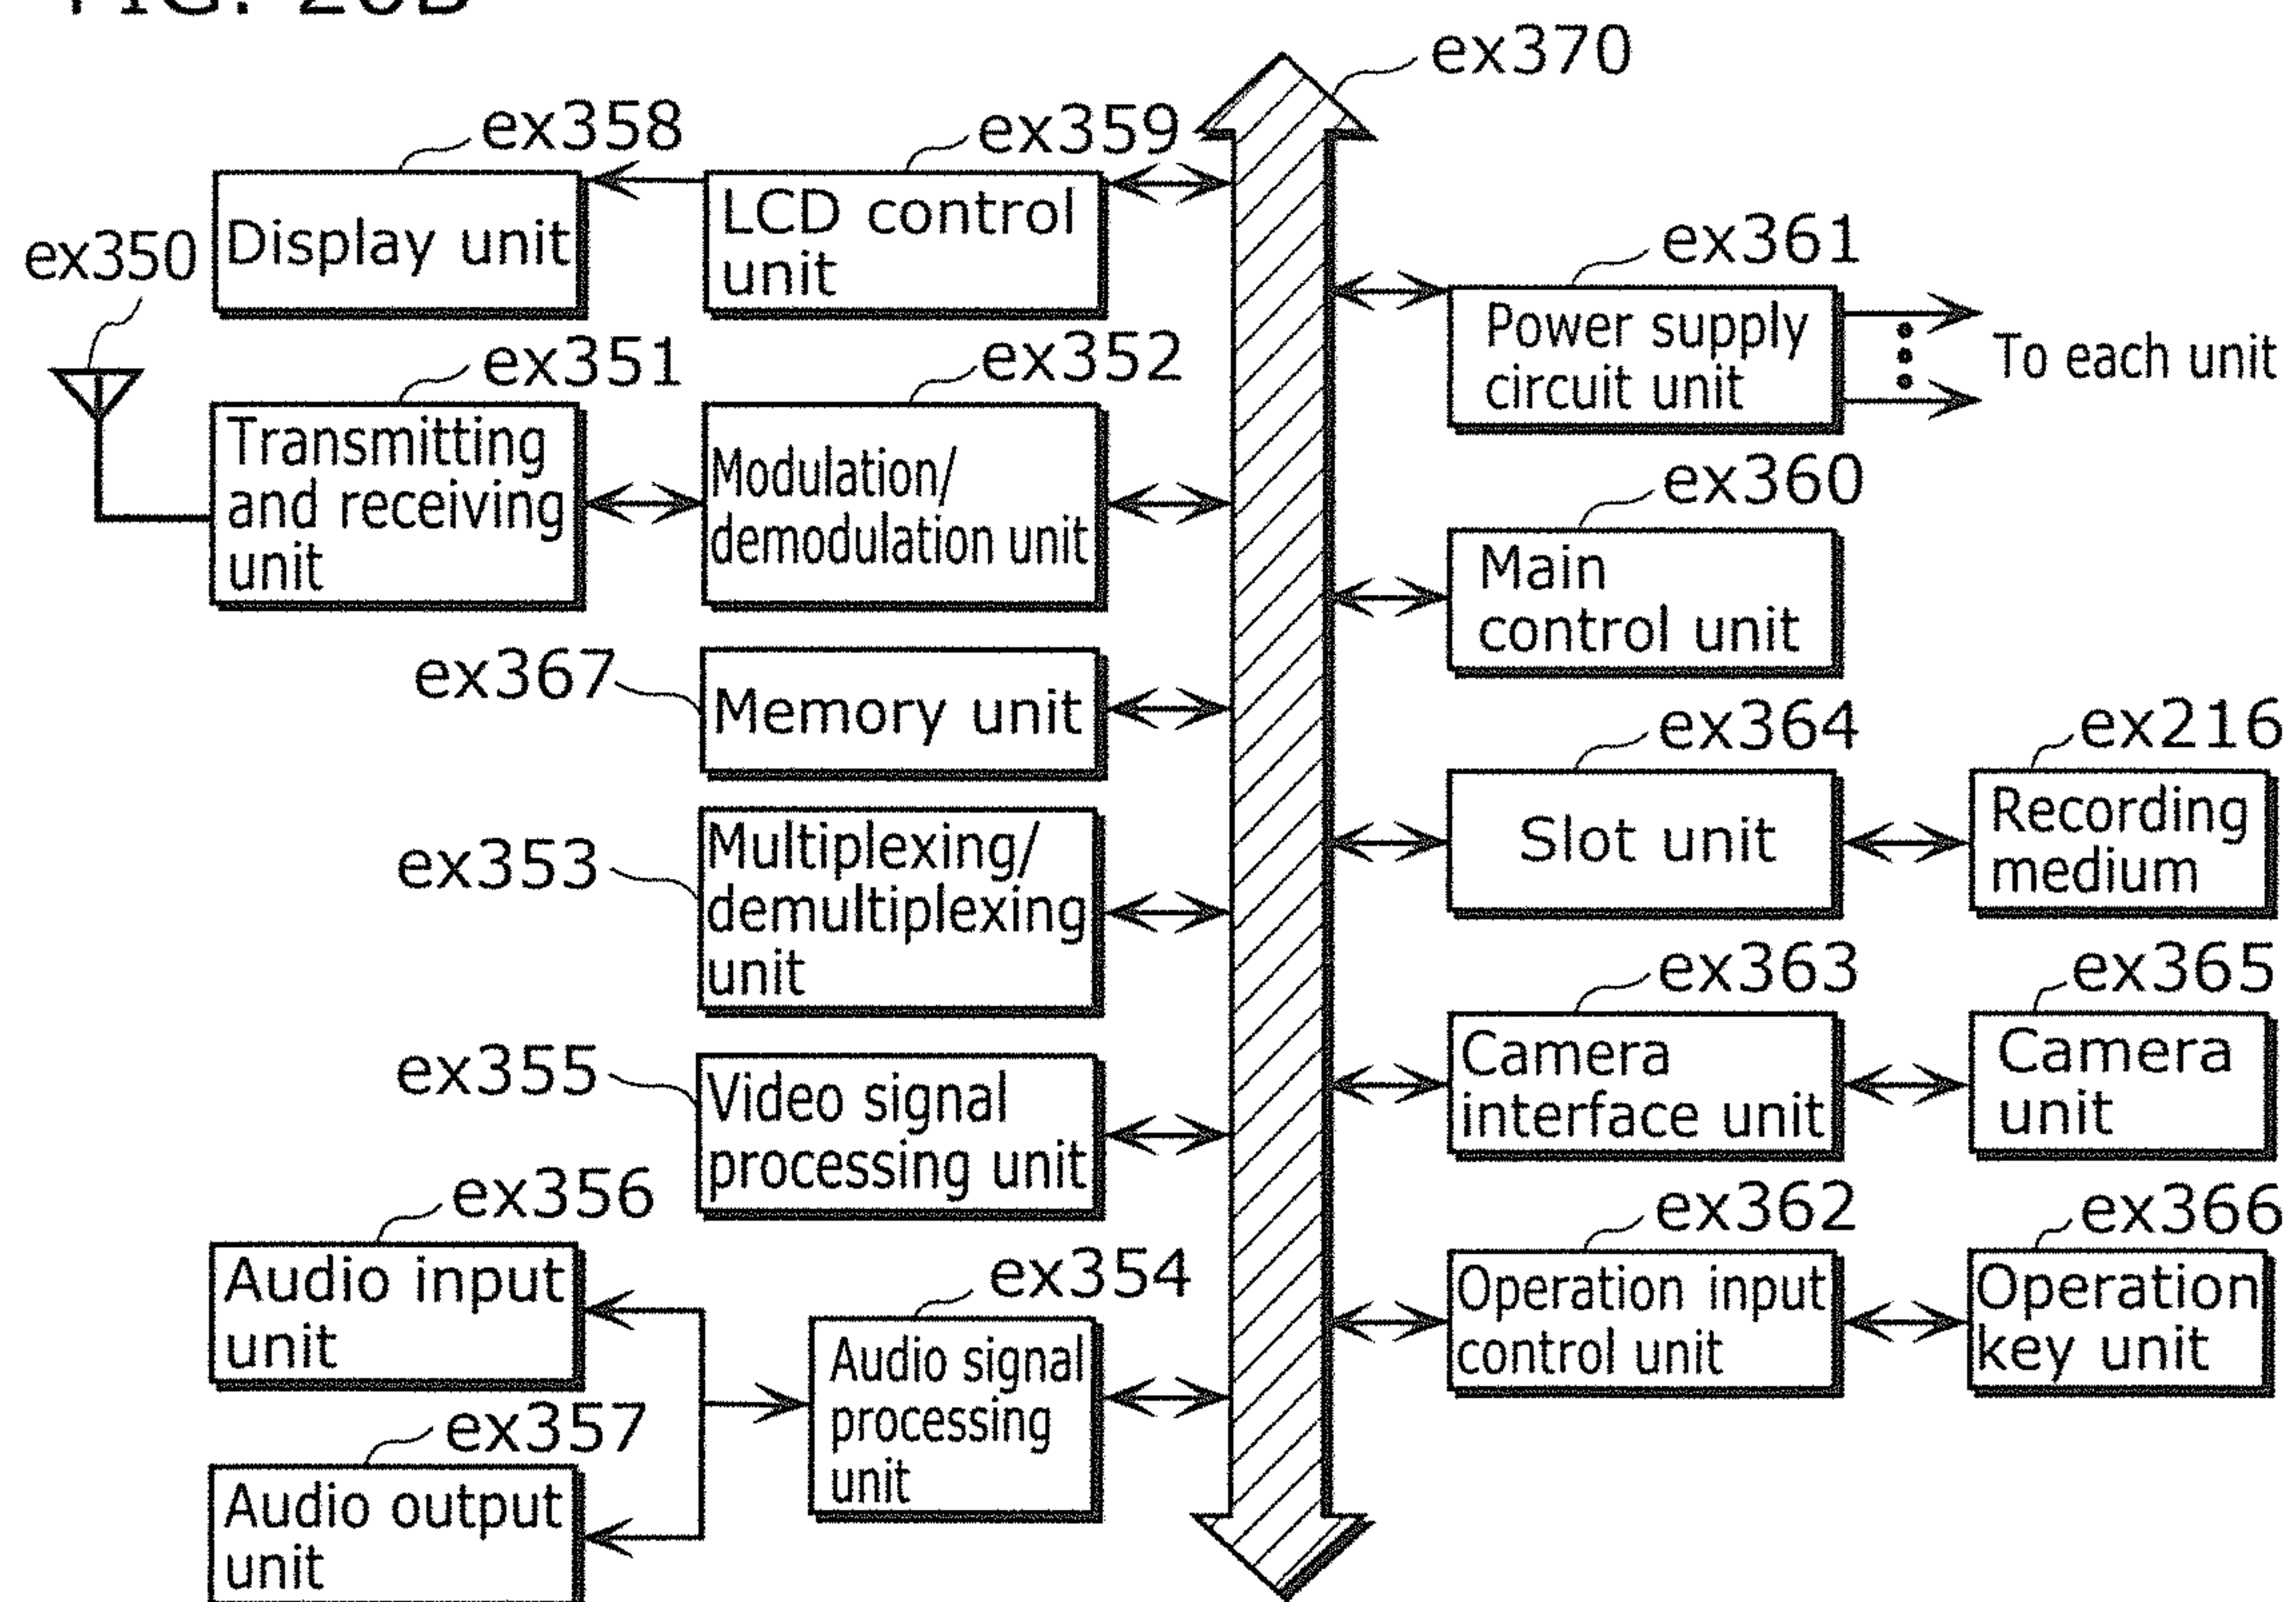 FIG. 26B
ex370
ex358
ex359
Display unit
LCD control
unit
ex350
ex361
Power supply
circuit unit
To each unit
ex351
ex352
Transmitting
and receiving
unit
Modulation/
demodulation unit
ex360
Main
control unit
ex367
Memory unit
ex364
Slot unit
ex216
Recording
medium
ex353
Multiplexing/
demultiplexing
unit
ex363
Camera
interface unit
ex365
Camera
unit
ex355
Video signal
processing unit
ex356
Audio input
unit
ex362
Operation input
control unit
ex366
Operation
key unit
ex354
Audio signal
processing
unit
ex357
Audio output
unit